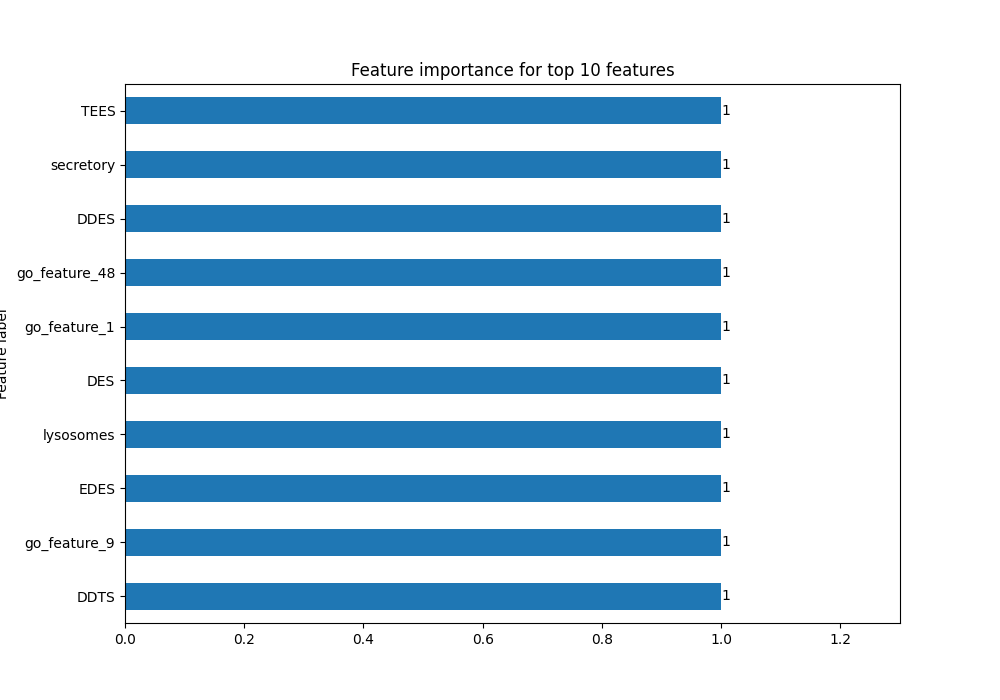 Feature importance for top 10 features
TEES 1
secretory 1
DDES 1
go_feature_48 1
go_feature_1 1
Feature label
DES 1
lysosomes 1
EDES 1
go_feature_9 1
DDTS 1
0.0 0.2 0.4 0.6 0.8 1.0 1.2